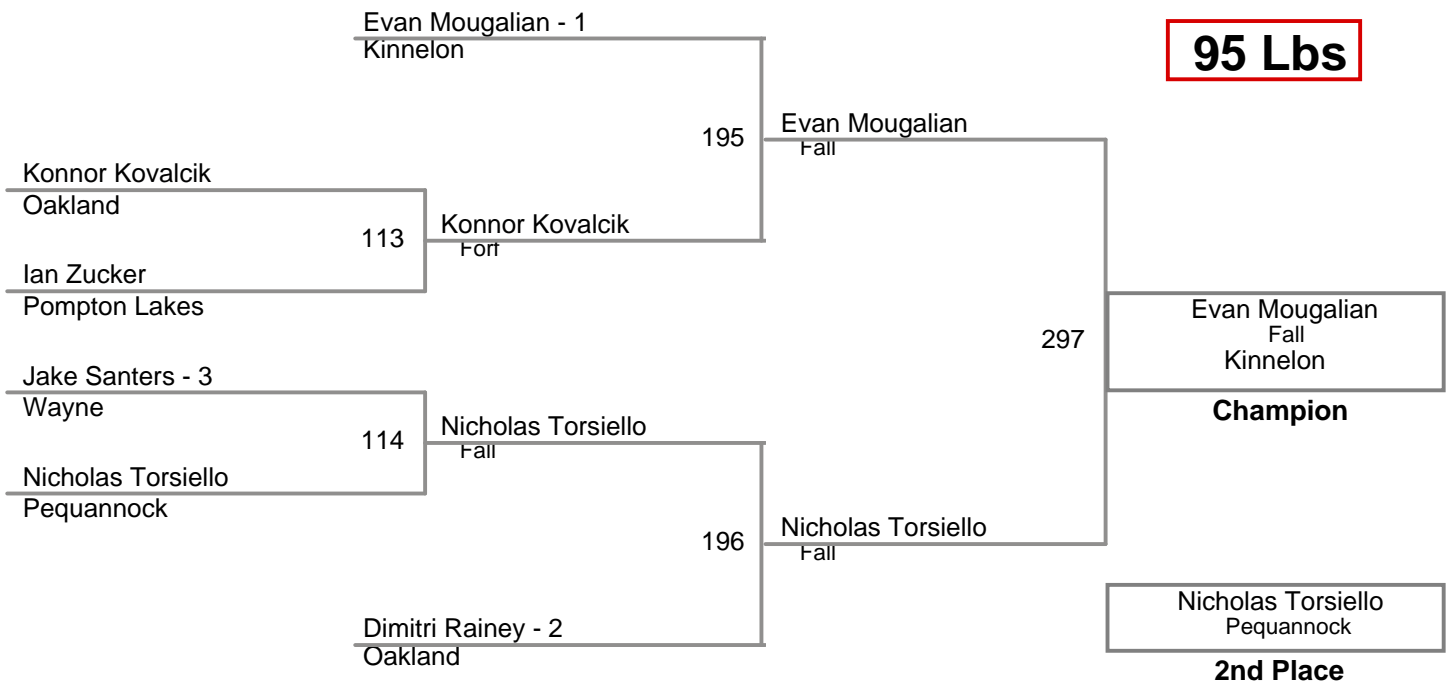 Evan Mougalian - 1
Kinnelon
95 Lbs
195
Evan Mougalian
Fall
Konnor Kovalcik
Oakland
113
Konnor Kovalcik
Forf
Ian Zucker
Pompton Lakes
297
Evan Mougalian
Fall
Kinnelon
Champion
Jake Santers - 3
Wayne
114
Nicholas Torsiello
Fall
Nicholas Torsiello
Pequannock
196
Nicholas Torsiello
Fall
Dimitri Rainey - 2
Oakland
Nicholas Torsiello
Pequannock
2nd Place